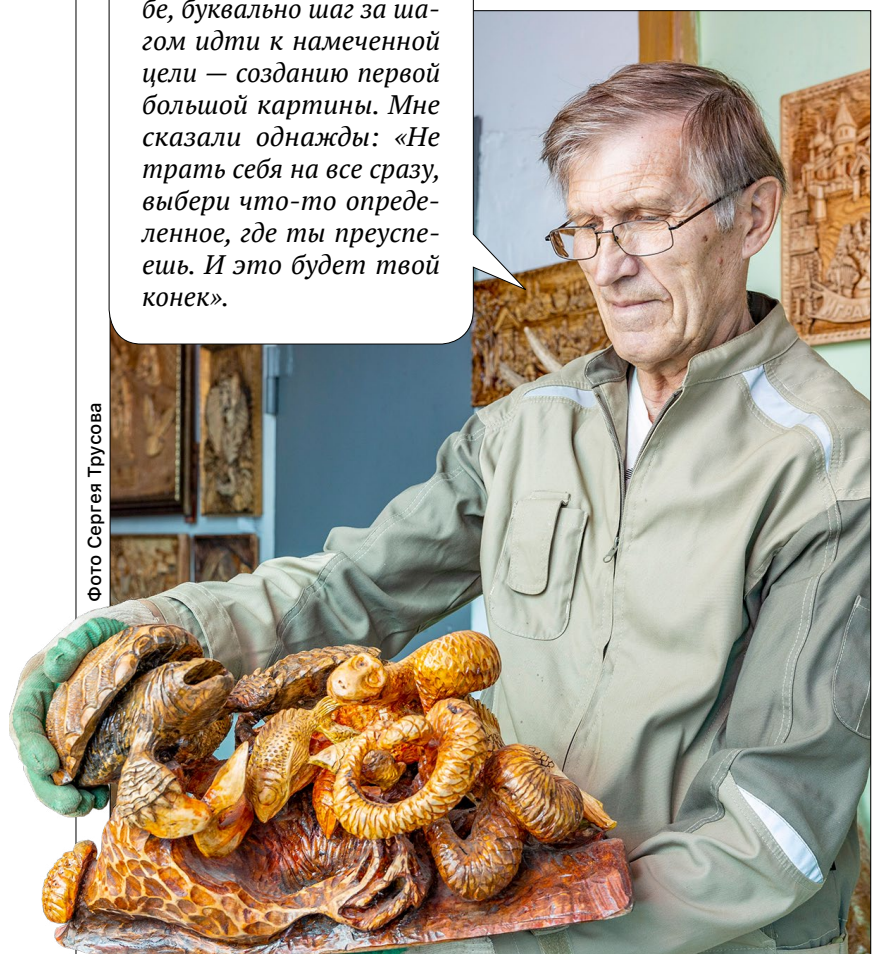 бе, буквально шаг за ша-
гом идти к намеченной
цели — созданию первой
большой картины. Мне
сказали однажды: «Не
трать себя на все сразу,
выбери что-то опреде-
ленное, где ты преуспе-
ешь. И это будет твой
конек».
Фото Сергея Трусова